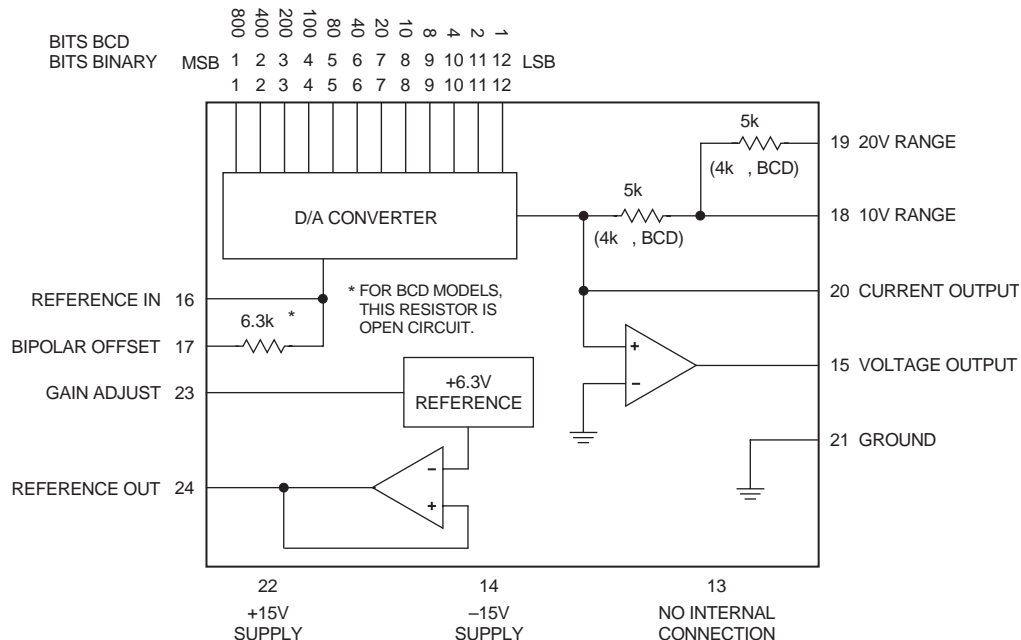 BITS BCD 800 400 200 100 80 40 20 10 8 4 2 1
BITS BINARY MSB 1 2 3 4 5 6 7 8 9 10 11 12 LSB
1 2 3 4 5 6 7 8 9 10 11 12
5k
19 20V RANGE
(4k , BCD)
D/A CONVERTER
5k
18 10V RANGE
(4k , BCD)
REFERENCE IN 16
* FOR BCD MODELS,
THIS RESISTOR IS
OPEN CIRCUIT.
20 CURRENT OUTPUT
6.3k *
BIPOLAR OFFSET 17
+
−
15 VOLTAGE OUTPUT
GAIN ADJUST 23
+6.3V
REFERENCE
21 GROUND
−
+
REFERENCE OUT 24
22
+15V
SUPPLY
14
–15V
SUPPLY
13
NO INTERNAL
CONNECTION